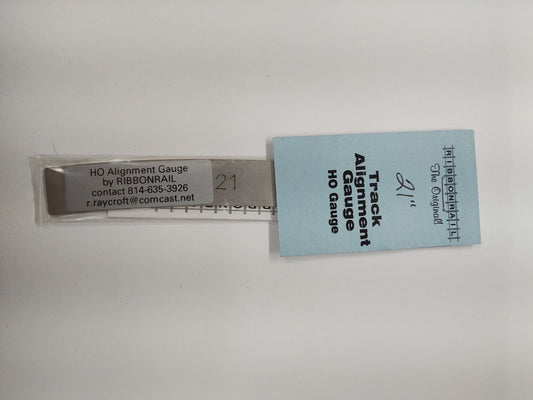 HO Alignment Gauge
by RIBBONRAIL
contact 814-635-3926
r.raycroft@comcast.net
21
RIBBONRAIL
The Original!
21"
Track
Alignment
Gauge
HO Gauge